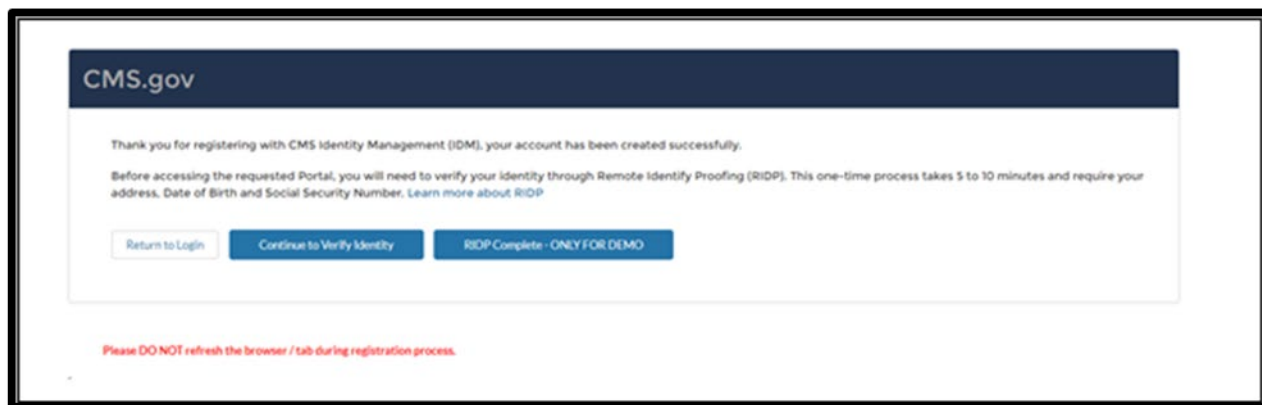 CMS.gov
Thank you for registering with CMS Identity Management (IDM), your account has been created successfully.
Before accessing the requested Portal, you will need to verify your identity through Remote Identify Proofing (RIDP). This one-time process takes 5 to 10 minutes and require your
address, Date of Birth and Social Security Number. Learn more about RIDP
Return to Login Continue to Verify Identity RIDP Complete - ONLY FOR DEMO
Please DO NOT refresh the browser / tab during registration process.